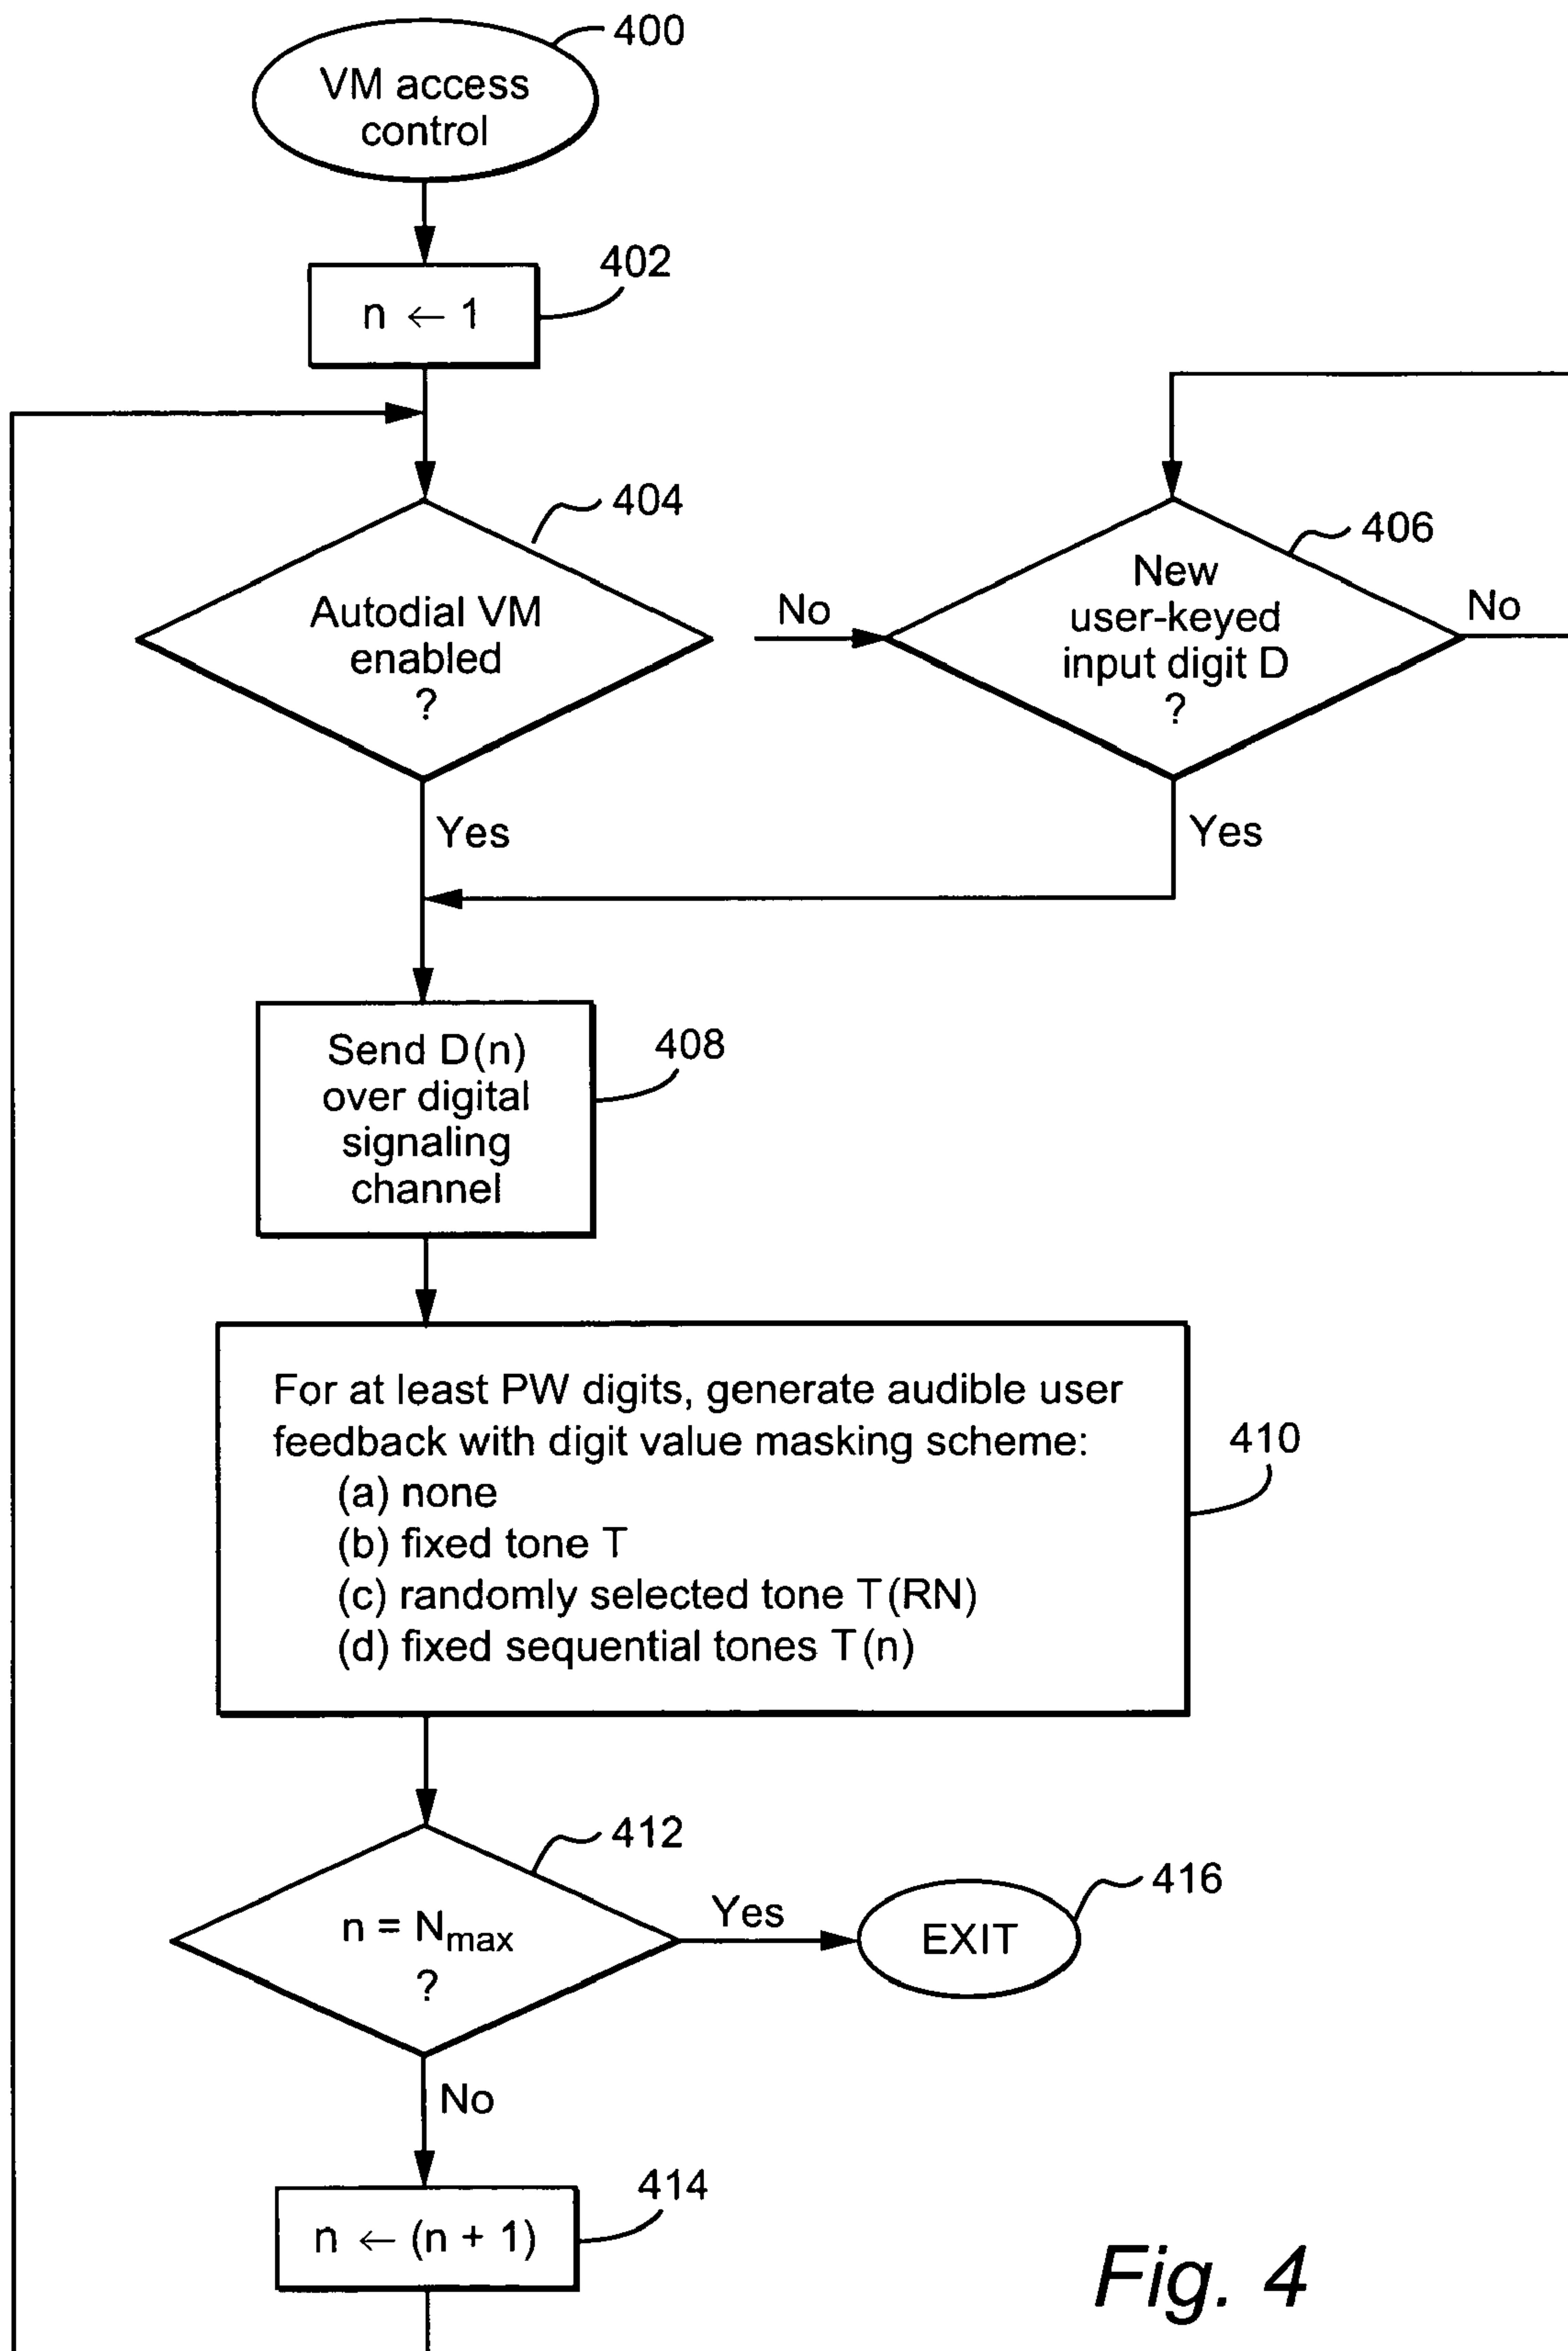 400
VM access
control
402
n ← 1
404
Autodial VM
enabled
?
No
406
New
user-keyed
input digit D
?
No
Yes
Yes
Send D(n)
over digital
signaling
channel
408
For at least PW digits, generate audible user
feedback with digit value masking scheme:
(a) none
(b) fixed tone T
(c) randomly selected tone T(RN)
(d) fixed sequential tones T(n)
410
412
n = Nmax
?
Yes
EXIT
416
No
414
n ← (n + 1)
Fig. 4